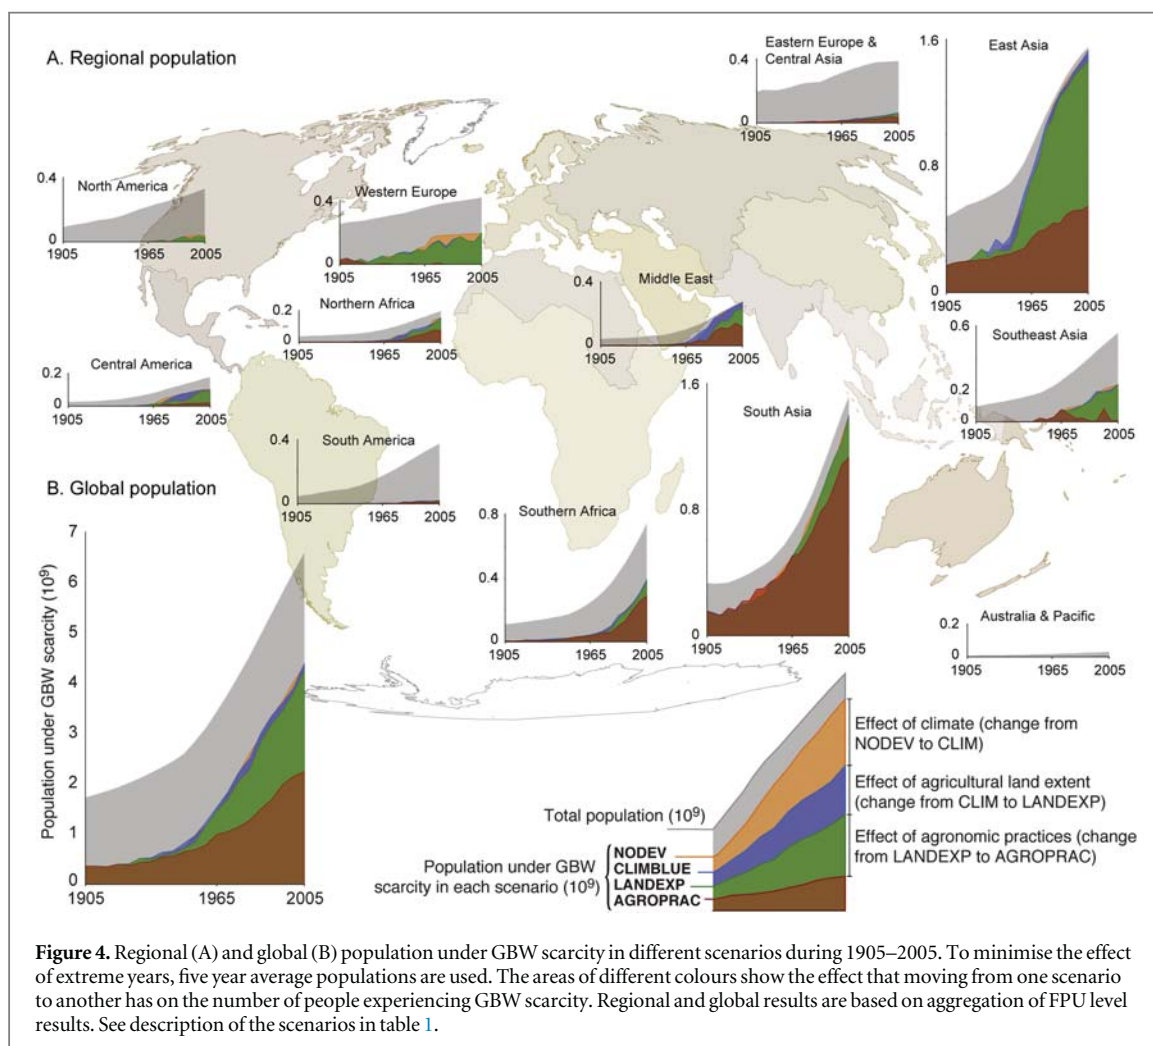 A. Regional population
Eastern Europe &
Central Asia
0.4
0
1905
1965
2005
East Asia
1.6
0.8
0
1905
1965
2005
North America
0.4
0
1905
1965
2005
Western Europe
0.4
0
1905
1965
2005
Middle East
0.4
0
1905
1965
2005
Northern Africa
0.2
0
1905
1965
2005
Southeast Asia
0.6
0.2
0
1905
1965
2005
Central America
0.2
0
1905
1965
2005
South Asia
1.6
0.8
0
1905
1965
2005
South America
0.4
0
1905
1965
2005
Southern Africa
0.8
0.4
0
1905
1965
2005
Australia & Pacific
0.2
0
1905
1965
2005
B. Global population
Population under GBW scarcity (10⁹)
7
6
5
4
3
2
1
0
1905
1965
2005
Total population (10⁹)
Population under GBW
scarcity in each scenario (10⁹)
NODEV
CLIMBLUE
LANDEXP
AGROPRAC
Effect of climate (change from
NODEV to CLIM)
Effect of agricultural land extent
(change from CLIM to LANDEXP)
Effect of agronomic practices (change
from LANDEXP to AGROPRAC)
Figure 4. Regional (A) and global (B) population under GBW scarcity in different scenarios during 1905–2005. To minimise the effect
of extreme years, five year average populations are used. The areas of different colours show the effect that moving from one scenario
to another has on the number of people experiencing GBW scarcity. Regional and global results are based on aggregation of FPU level
results. See description of the scenarios in table 1.